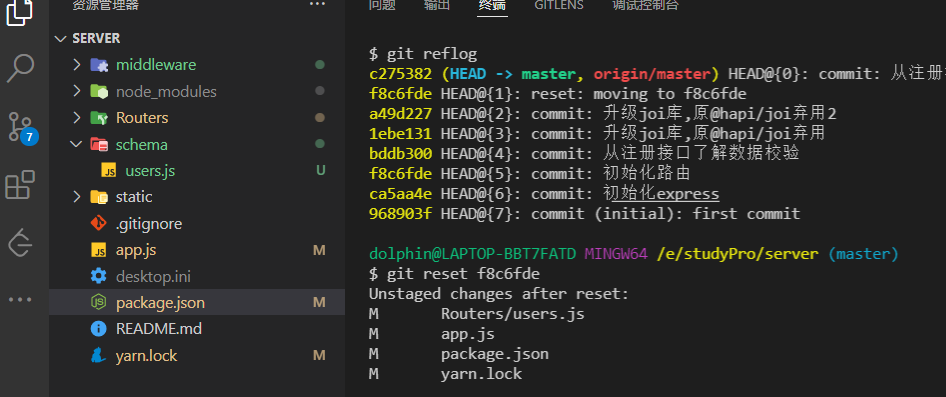 资源管理器
问题 输出 终端 GITLENS 调试控制台
SERVER
middleware
node_modules
Routers
schema
users.js U
static
.gitignore
app.js M
desktop.ini
package.json M
README.md
yarn.lock M
7
$ git reflog
c275382 (HEAD -> master, origin/master) HEAD@{0}: commit: 从注册
f8c6fde HEAD@{1}: reset: moving to f8c6fde
a49d227 HEAD@{2}: commit: 升级joi库,原@hapi/joi弃用2
1ebe131 HEAD@{3}: commit: 升级joi库,原@hapi/joi弃用
bddb300 HEAD@{4}: commit: 从注册接口了解数据校验
f8c6fde HEAD@{5}: commit: 初始化路由
ca5aa4e HEAD@{6}: commit: 初始化express
968903f HEAD@{7}: commit (initial): first commit
dolphin@LAPTOP-BBT7FATD MINGW64 /e/studyPro/server (master)
$ git reset f8c6fde
Unstaged changes after reset:
M Routers/users.js
M app.js
M package.json
M yarn.lock